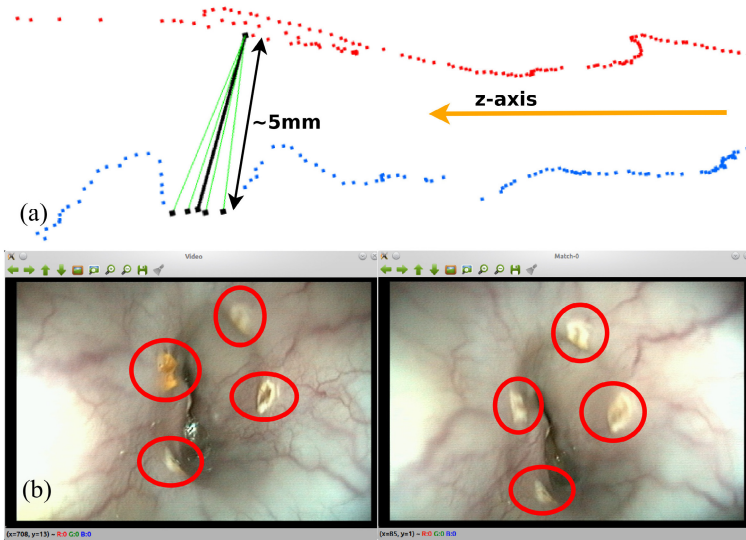 z-axis
~5mm
(a)
Video
Match-0
(b)
(x=708, y=13) ~ R:0 G:0 B:0
(x=85, y=1) ~ R:0 G:0 B:0